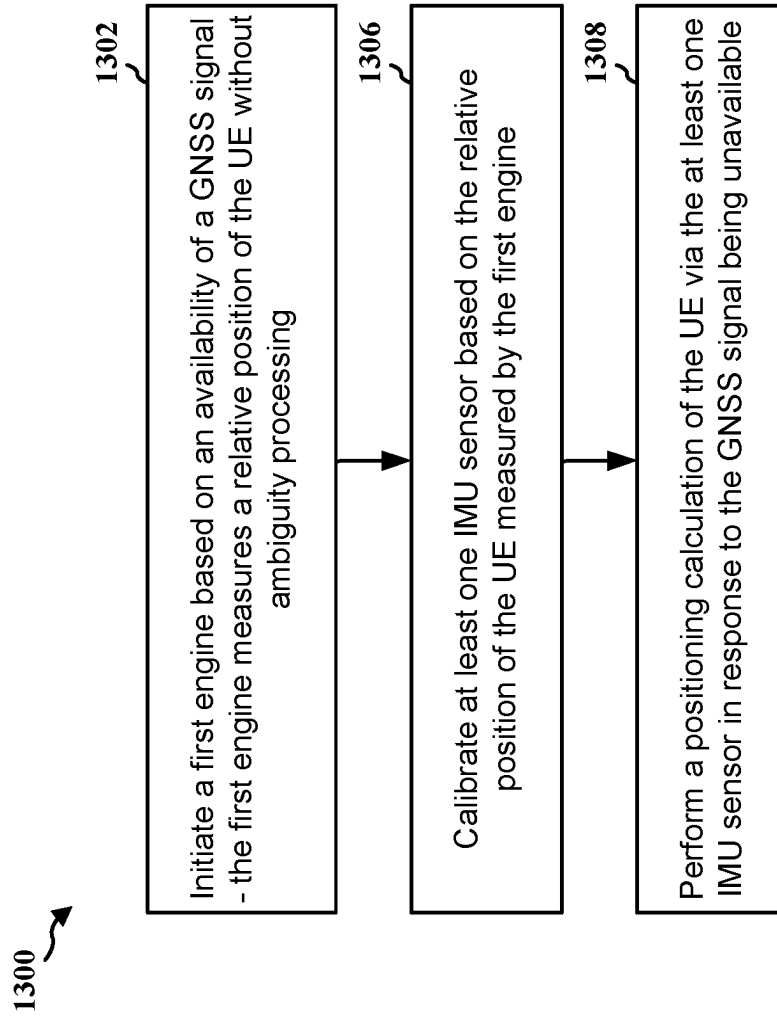 1300
1302
Initiate a first engine based on an availability of a GNSS signal
- the first engine measures a relative position of the UE without
ambiguity processing
1306
Calibrate at least one IMU sensor based on the relative
position of the UE measured by the first engine
1308
Perform a positioning calculation of the UE via the at least one
IMU sensor in response to the GNSS signal being unavailable